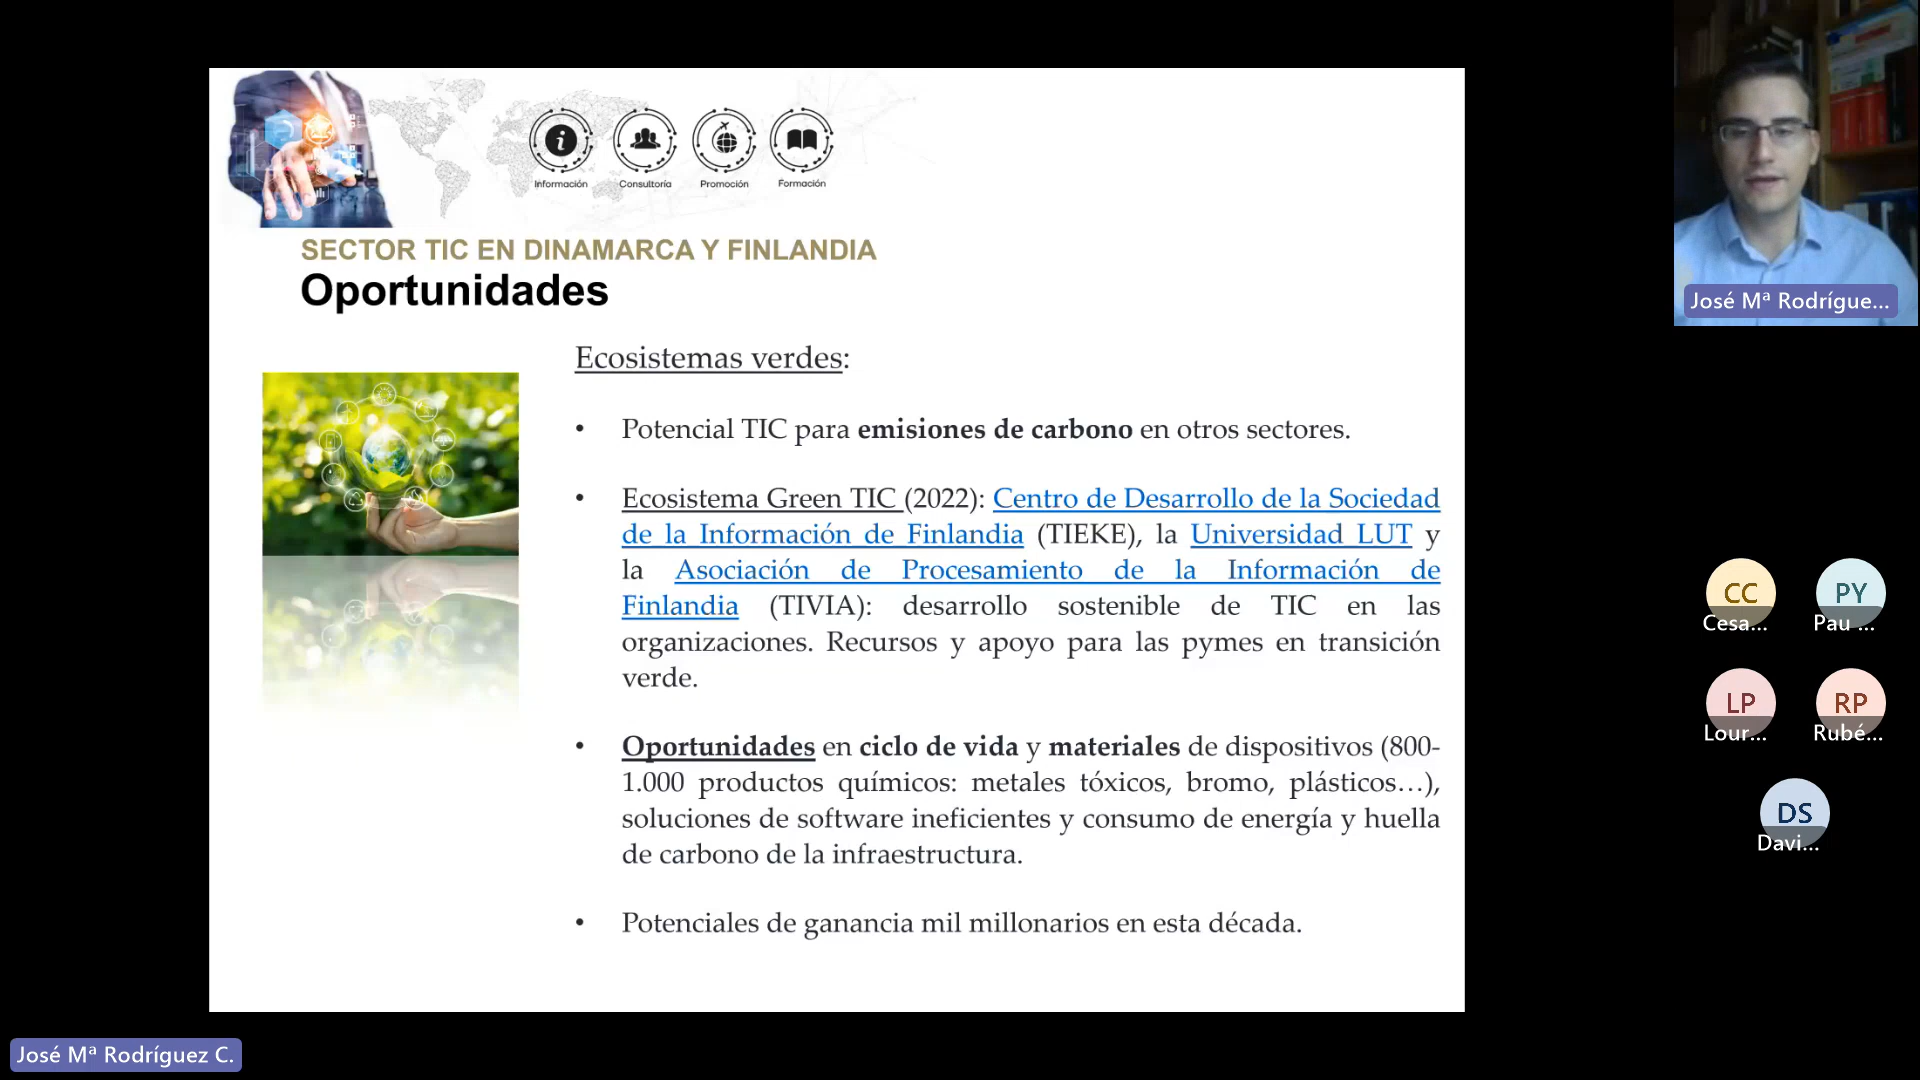 Información
Consultoría
Promoción
Formación
SECTOR TIC EN DINAMARCA Y FINLANDIA
Oportunidades
Ecosistemas verdes:
• Potencial TIC para emisiones de carbono en otros sectores.
• Ecosistema Green TIC (2022): Centro de Desarrollo de la Sociedad
de la Información de Finlandia (TIEKE), la Universidad LUT y
la Asociación de Procesamiento de la Información de
Finlandia (TIVIA): desarrollo sostenible de TIC en las
organizaciones. Recursos y apoyo para las pymes en transición
verde.
• Oportunidades en ciclo de vida y materiales de dispositivos (800-
1.000 productos químicos: metales tóxicos, bromo, plásticos…),
soluciones de software ineficientes y consumo de energía y huella
de carbono de la infraestructura.
• Potenciales de ganancia mil millonarios en esta década.
José Mª Rodrígue...
CC
Cesa...
PY
Pau ...
LP
Lour...
RP
Rubé...
DS
Davi...
José Mª Rodríguez C.